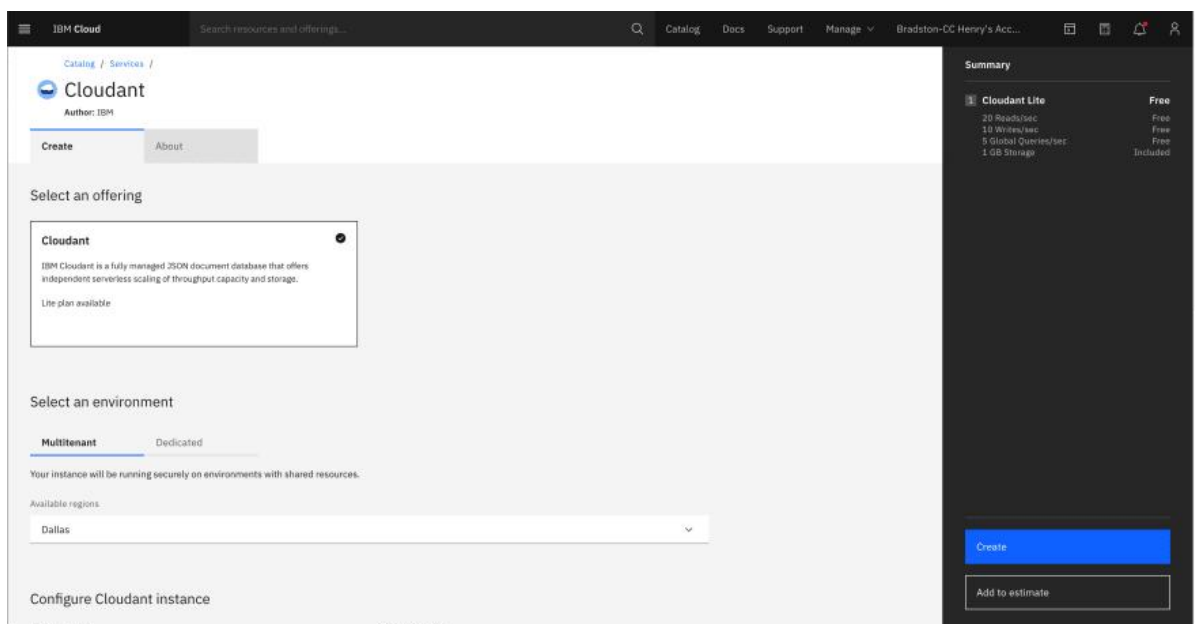 IBM Cloud
Search resources and offerings...
Catalog
Docs
Support
Manage
Bradston-CC Henry's Acc...
Catalog / Services /
Cloudant
Author: IBM
Create
About
Select an offering
Cloudant
IBM Cloudant is a fully managed JSON document database that offers
independent serverless scaling of throughput capacity and storage.
Lite plan available
Select an environment
Multitenant
Dedicated
Your instance will be running securely on environments with shared resources.
Available regions
Dallas
Configure Cloudant instance
Summary
1 Cloudant Lite Free
20 Reads/sec Free
10 Writes/sec Free
5 Global Queries/sec Free
1 GB Storage Included
Create
Add to estimate